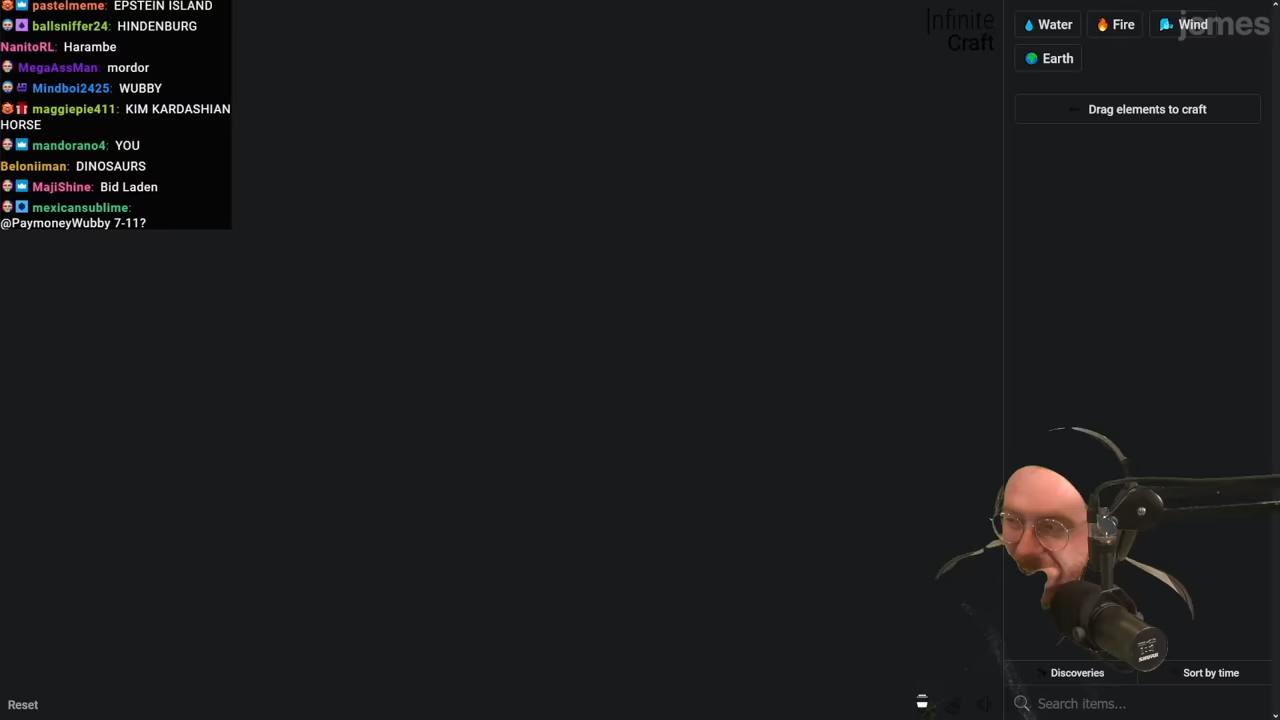 pastelmeme: EPSTEIN ISLAND
ballsniffer24: HINDENBURG
NanitoRL: Harambe
MegaAssMan: mordor
Mindboi2425: WUBBY
maggiepie411: KIM KARDASHIAN
HORSE
mandorano4: YOU
Beloniiman: DINOSAURS
MajiShine: Bid Laden
mexicansublime:
@PaymoneyWubby 7-11?
Infinite
Craft
Water
Fire
Wind
jsmes
Earth
Drag elements to craft
SHURE
Discoveries
Sort by time
Reset
Search items...